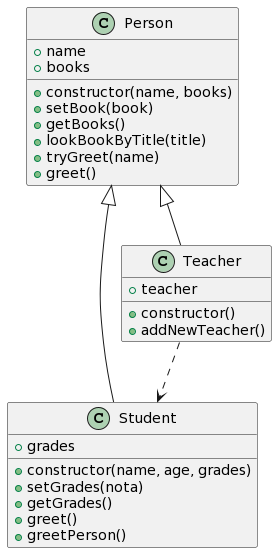 C Person
name
books
constructor(name, books)
setBook(book)
getBooks()
lookBookByTitle(title)
tryGreet(name)
greet()
C Teacher
teacher
constructor()
addNewTeacher()
C Student
grades
constructor(name, age, grades)
setGrades(nota)
getGrades()
greet()
greetPerson()